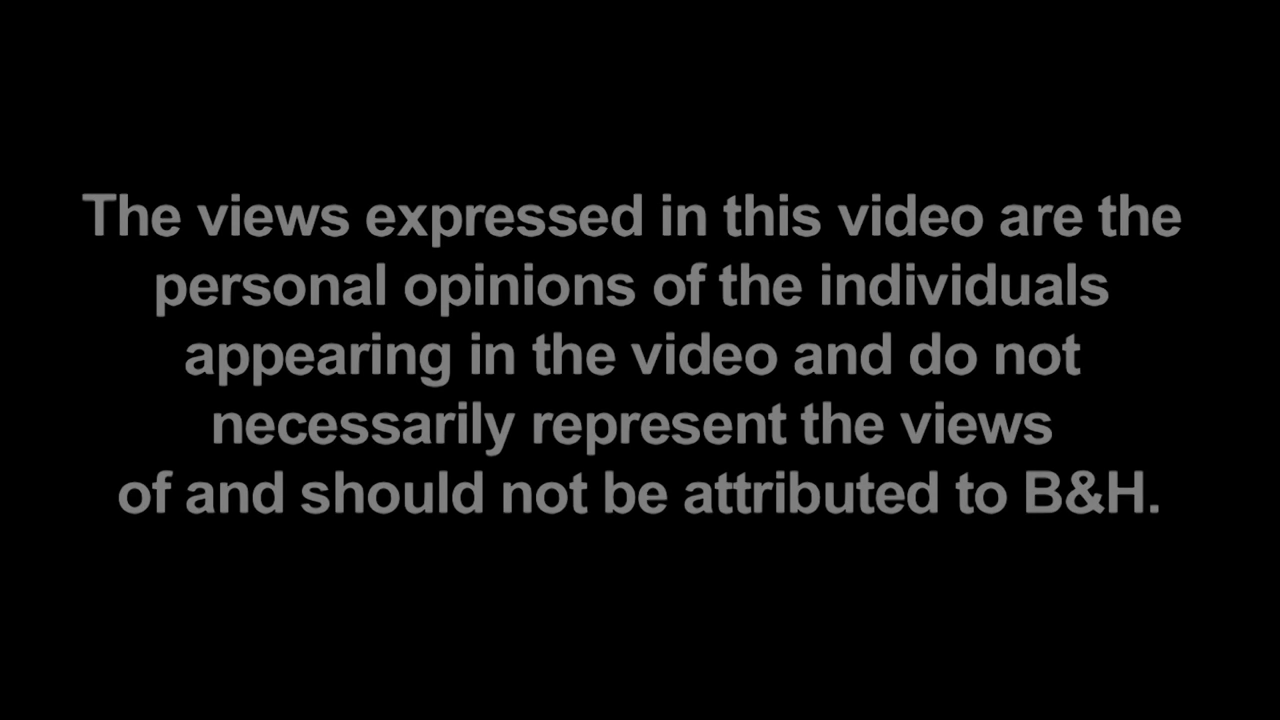 The views expressed in this video are the
personal opinions of the individuals
appearing in the video and do not
necessarily represent the views
of and should not be attributed to B&H.